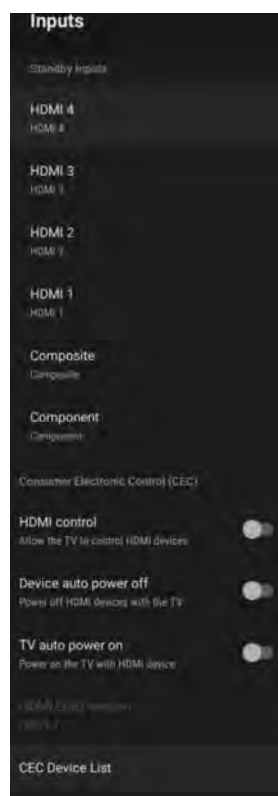 Inputs
Standby Inputs
HDMI 4
HDMI 4
HDMI 3
HDMI 3
HDMI 2
HDMI 2
HDMI 1
HDMI 1
Composite
Composite
Component
Component
Consumer Electronic Control (CEC)
HDMI control
Allow the TV to control HDMI devices
Device auto power off
Power off HDMI devices with the TV
TV auto power on
Power on the TV with HDMI device
HDMI EDID version
CEC Device List